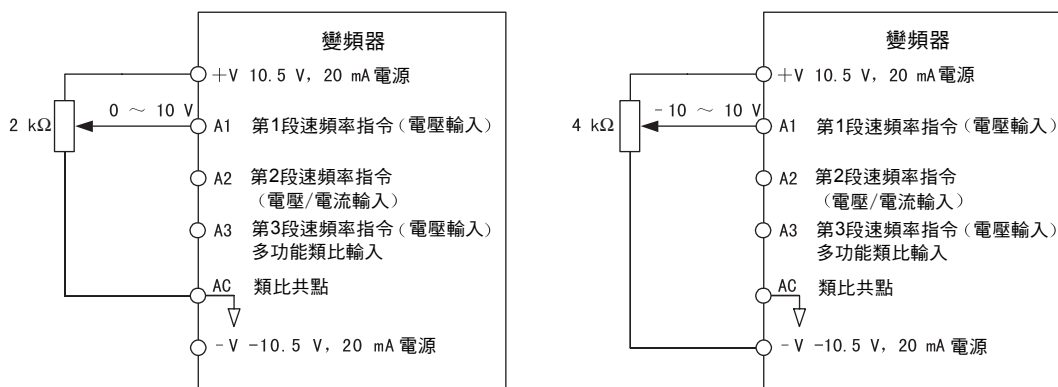 變頻器
+V 10.5 V, 20 mA 電源
2 kΩ
0 ~ 10 V
A1 第1段速頻率指令(電壓輸入)
A2 第2段速頻率指令
(電壓/電流輸入)
A3 第3段速頻率指令(電壓輸入)
多功能類比輸入
AC 類比共點
-V -10.5 V, 20 mA 電源
變頻器
+V 10.5 V, 20 mA 電源
4 kΩ
-10 ~ 10 V
A1 第1段速頻率指令(電壓輸入)
A2 第2段速頻率指令
(電壓/電流輸入)
A3 第3段速頻率指令(電壓輸入)
多功能類比輸入
AC 類比共點
-V -10.5 V, 20 mA 電源